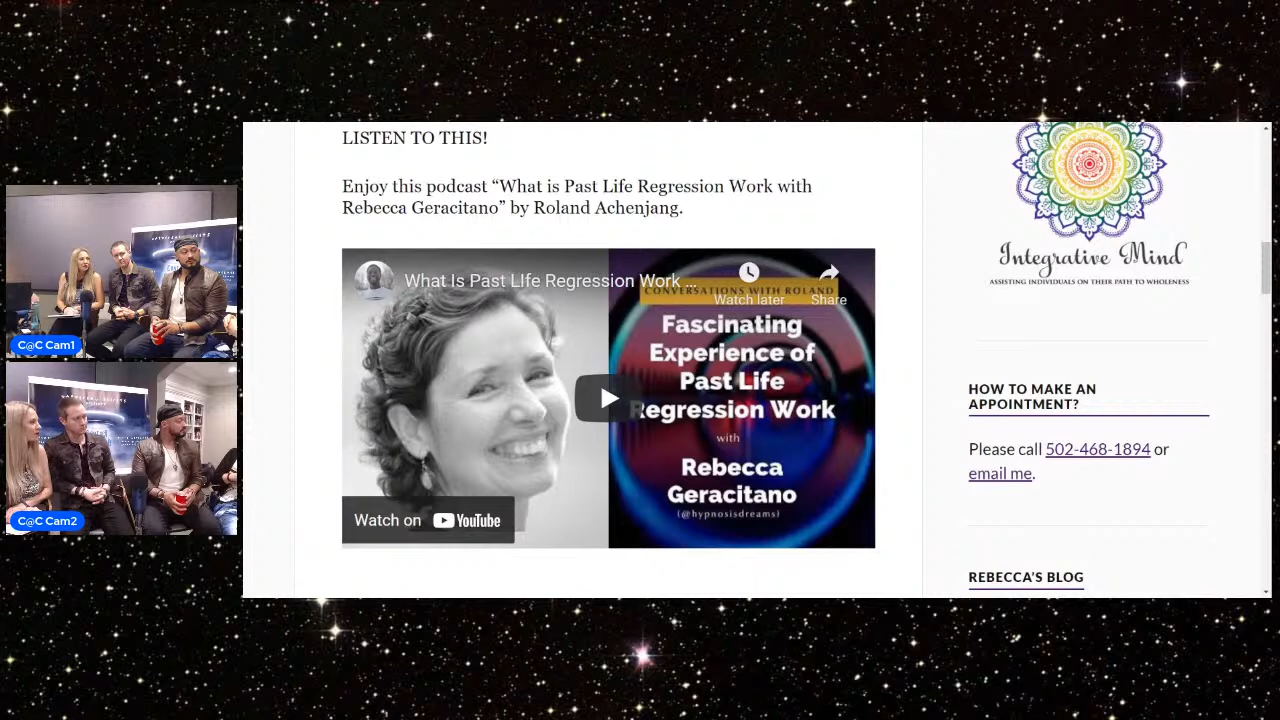 LISTEN TO THIS!
Enjoy this podcast “What is Past Life Regression Work with
Rebecca Geracitano” by Roland Achenjang.
What Is Past LIfe Regression Work ...
Watch later
Share
CONVERSATIONS WITH ROLAND
Fascinating
Experience of
Past Life
Regression Work
with
Rebecca
Geracitano
(@hypnosisdreams)
Watch on YouTube
Integrative Mind
ASSISTING INDIVIDUALS ON THEIR PATH TO WHOLENESS
HOW TO MAKE AN
APPOINTMENT?
Please call 502-468-1894 or
email me.
REBECCA’S BLOG
C@C Cam1
C@C Cam2